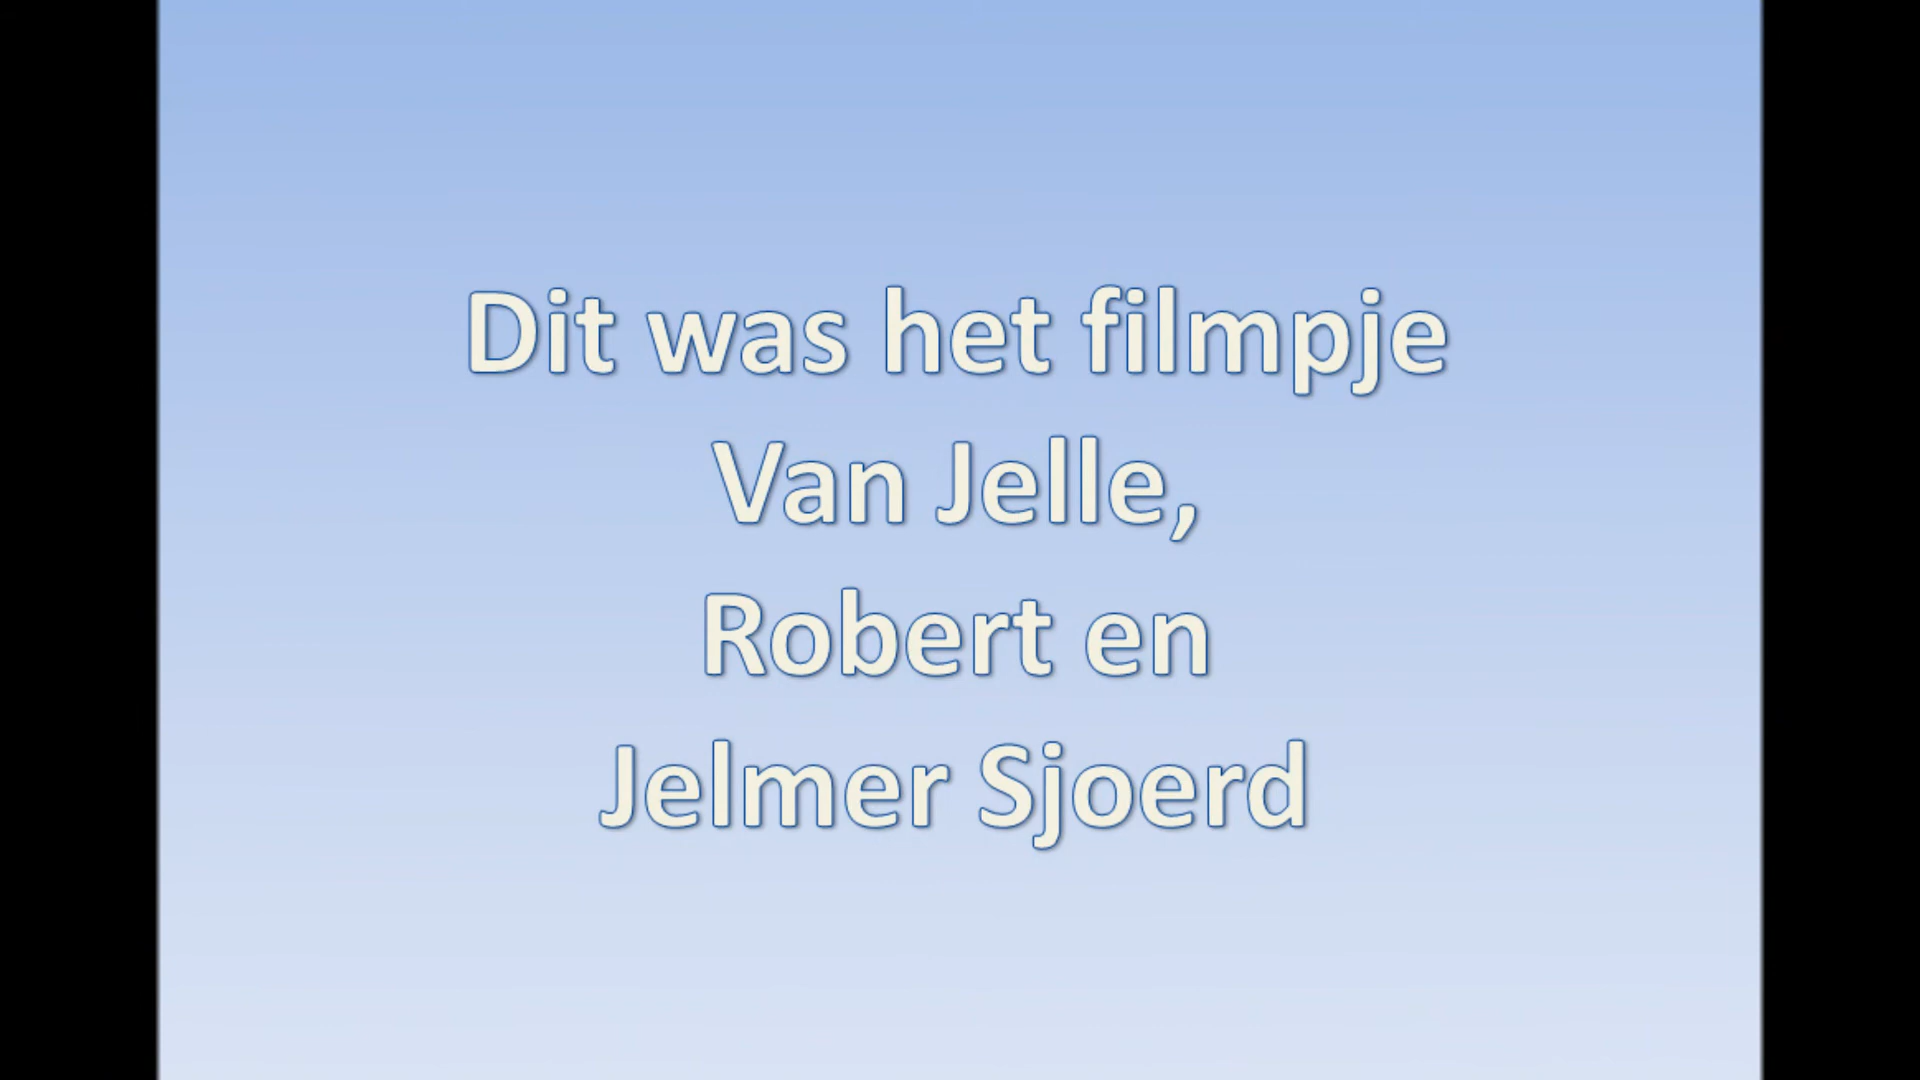 Dit was het filmpje
Van Jelle,
Robert en
Jelmer Sjoerd